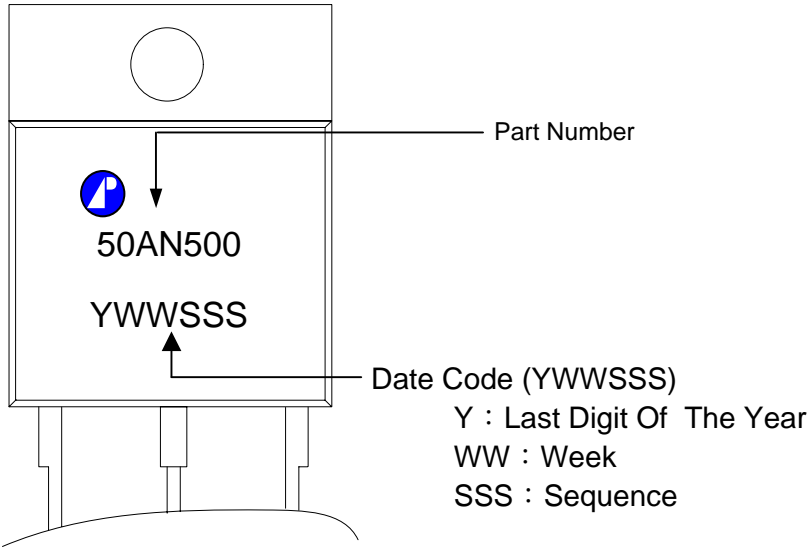 Part Number
50AN500
YWWSSS
Date Code (YWWSSS)
Y：Last Digit Of The Year
WW：Week
SSS：Sequence